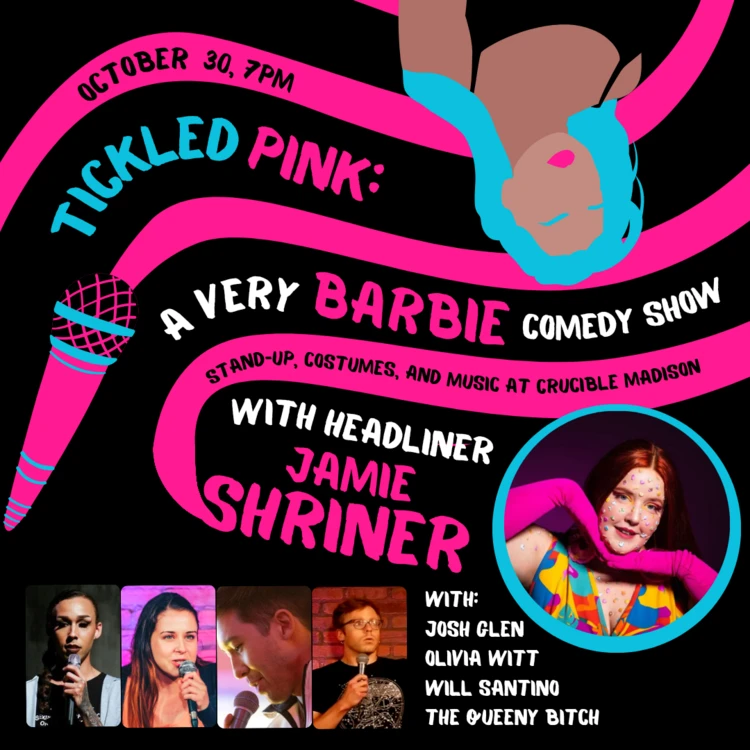 OCTOBER 30, 7PM
TICKLED PINK:
A VERY BARBIE COMEDY SHOW
STAND-UP, COSTUMES, AND MUSIC AT CRUCIBLE MADISON
WITH HEADLINER
JAMIE
SHRINER
WITH:
JOSH GLEN
OLIVIA WITT
WILL SANTINO
THE QUEENY BITCH